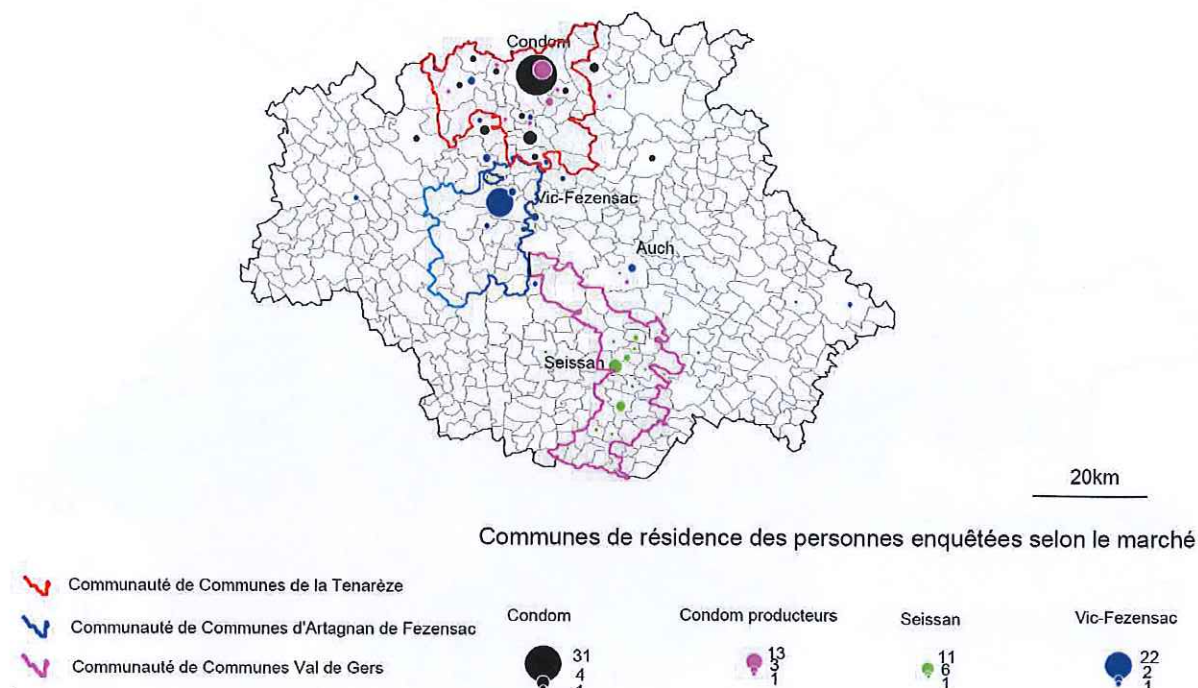 Condom
Vic-Fezensac
Auch
Seissan
20km
Communes de résidence des personnes enquêtées selon le marché
Communauté de Communes de la Tenarèze
Communauté de Communes d'Artagnan de Fezensac
Communauté de Communes Val de Gers
Condom
31
4
1
Condom producteurs
13
3
1
Seissan
11
6
1
Vic-Fezensac
22
2
1